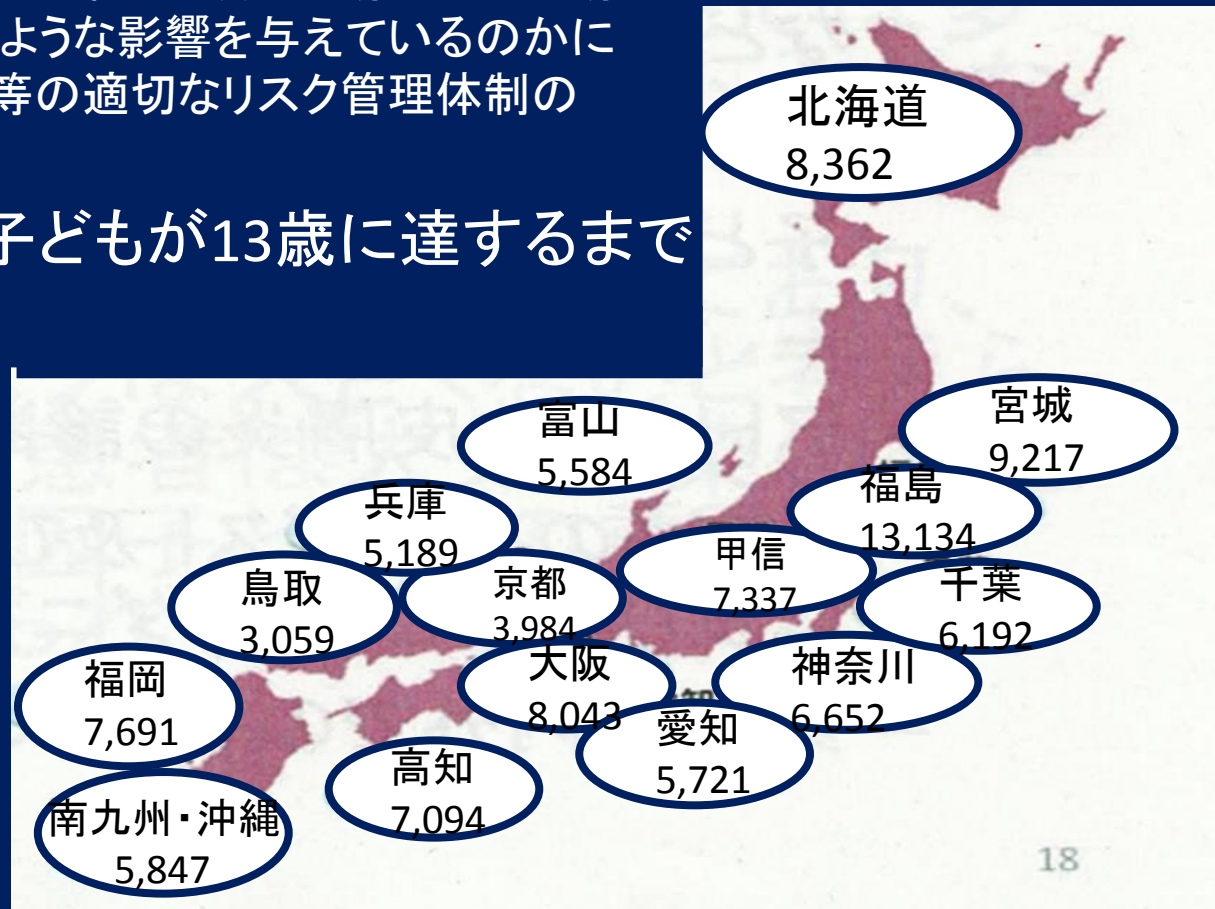 ような影響を与えているのかに
等の適切なリスク管理体制の
子どもが13歳に達するまで
北海道
8,362
宮城
9,217
富山
5,584
福島
13,134
兵庫
5,189
甲信
7,337
京都
3,984
千葉
6,192
鳥取
3,059
大阪
8,043
神奈川
6,652
福岡
7,691
愛知
5,721
高知
7,094
南九州・沖縄
5,847
18